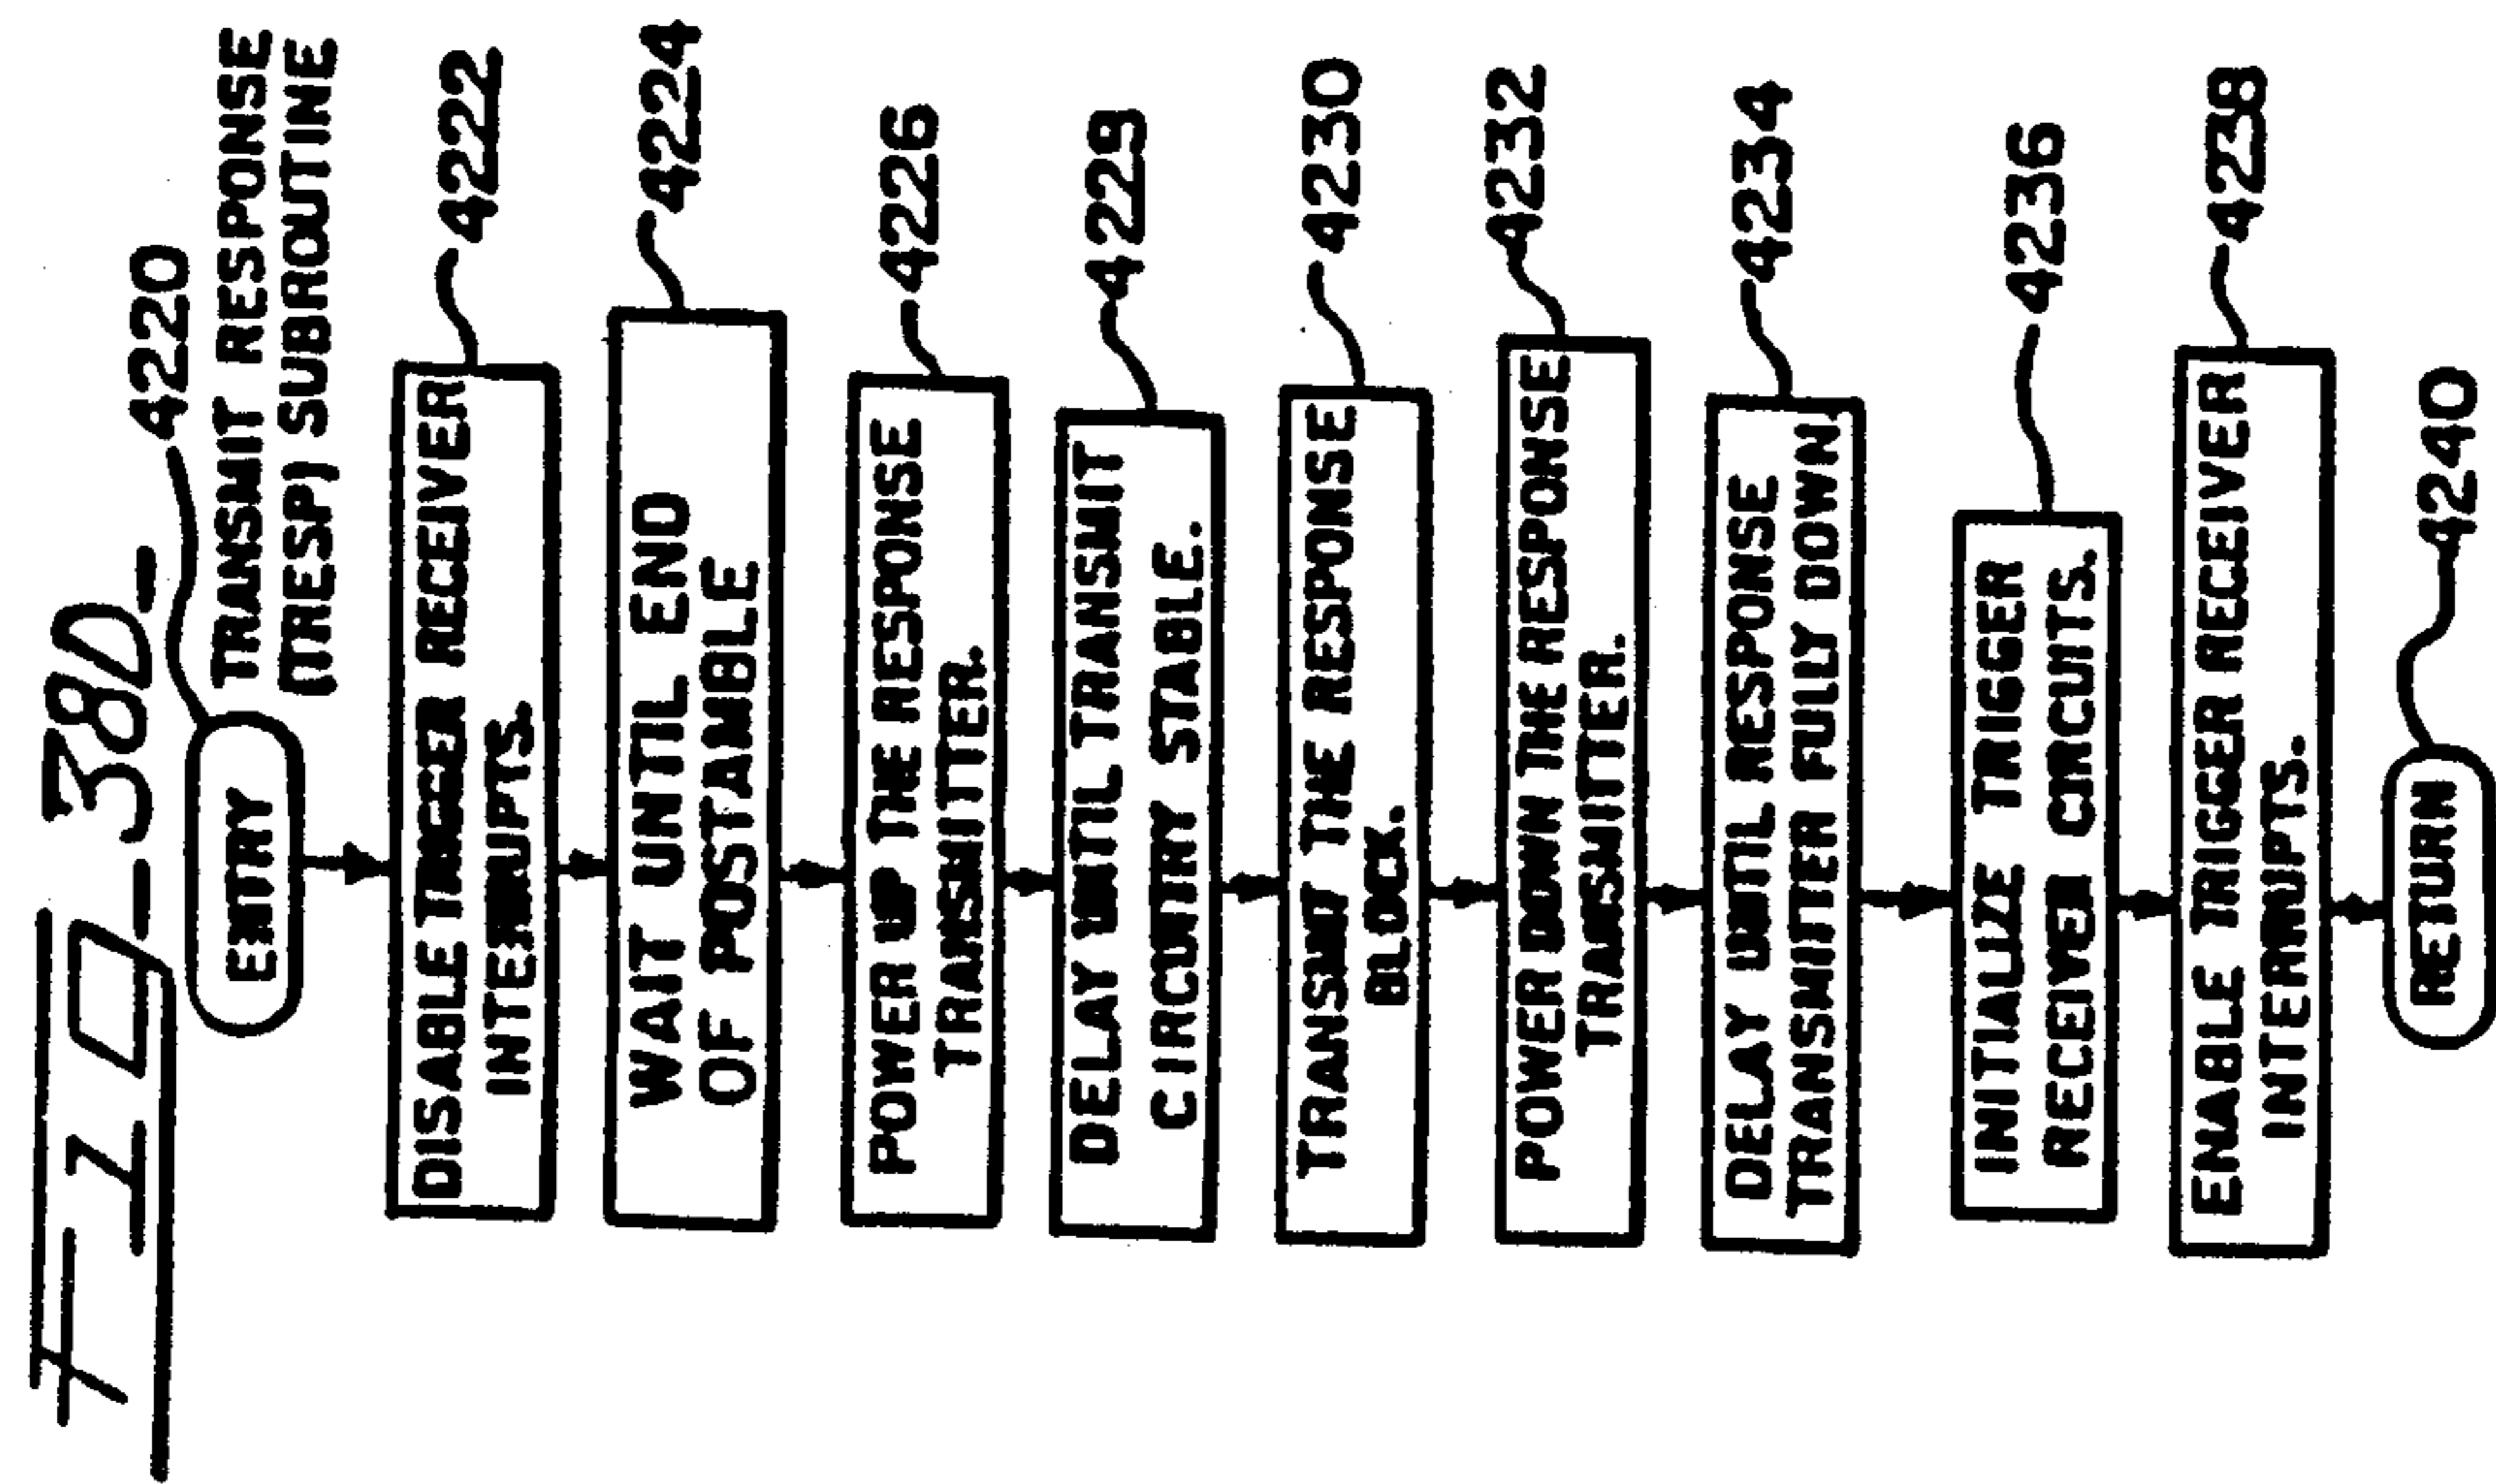 FIG_38D_
4220
TRANSMIT RESPONSE
(TRESP) SUBROUTINE
ENTRY
DISABLE TRIGGER RECEIVER
INTERRUPTS.
4222
WAIT UNTIL END
OF POSTAMBLE
4224
POWER UP THE RESPONSE
TRANSMITTER.
4226
DELAY UNTIL TRANSMIT
CIRCUITRY STABLE.
4229
TRANSMIT THE RESPONSE
BLOCK.
4230
POWER DOWN THE RESPONSE
TRANSMITTER.
4232
DELAY UNTIL RESPONSE
TRANSMITTER FULLY DOWN.
4234
INITIALIZE TRIGGER
RECEIVER CIRCUITS.
4236
ENABLE TRIGGER RECEIVER
INTERRUPTS.
4238
RETURN
4240